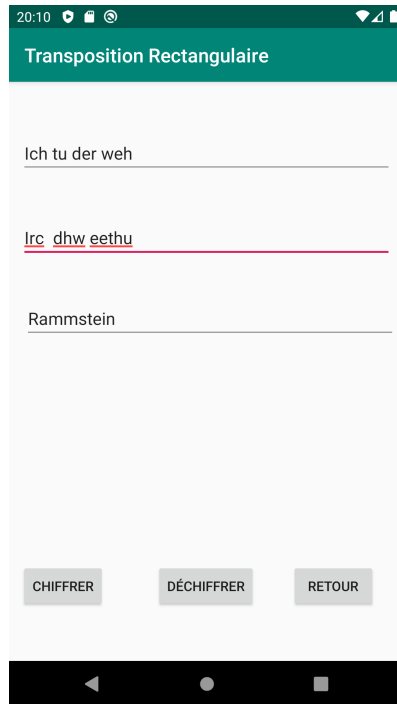 20:10
Transposition Rectangulaire
Ich tu der weh
Irc  dhw eethu
Rammstein
CHIFFRER DÉCHIFFRER RETOUR